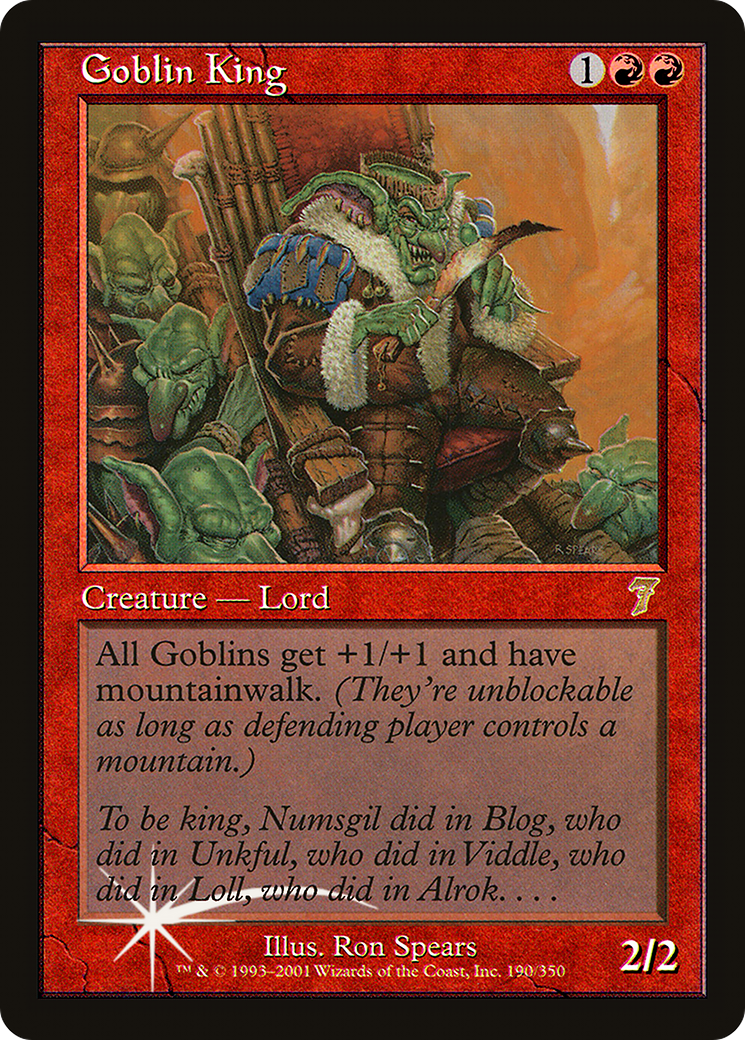 Goblin King 1
R. SPEARS
Creature — Lord 7
All Goblins get +1/+1 and have
mountainwalk. (They're unblockable
as long as defending player controls a
mountain.)
To be king, Numsgil did in Blog, who
did in Unkful, who did in Viddle, who
did in Loll, who did in Alrok. . . .
Illus. Ron Spears
™ & © 1993–2001 Wizards of the Coast, Inc. 190/350
2/2